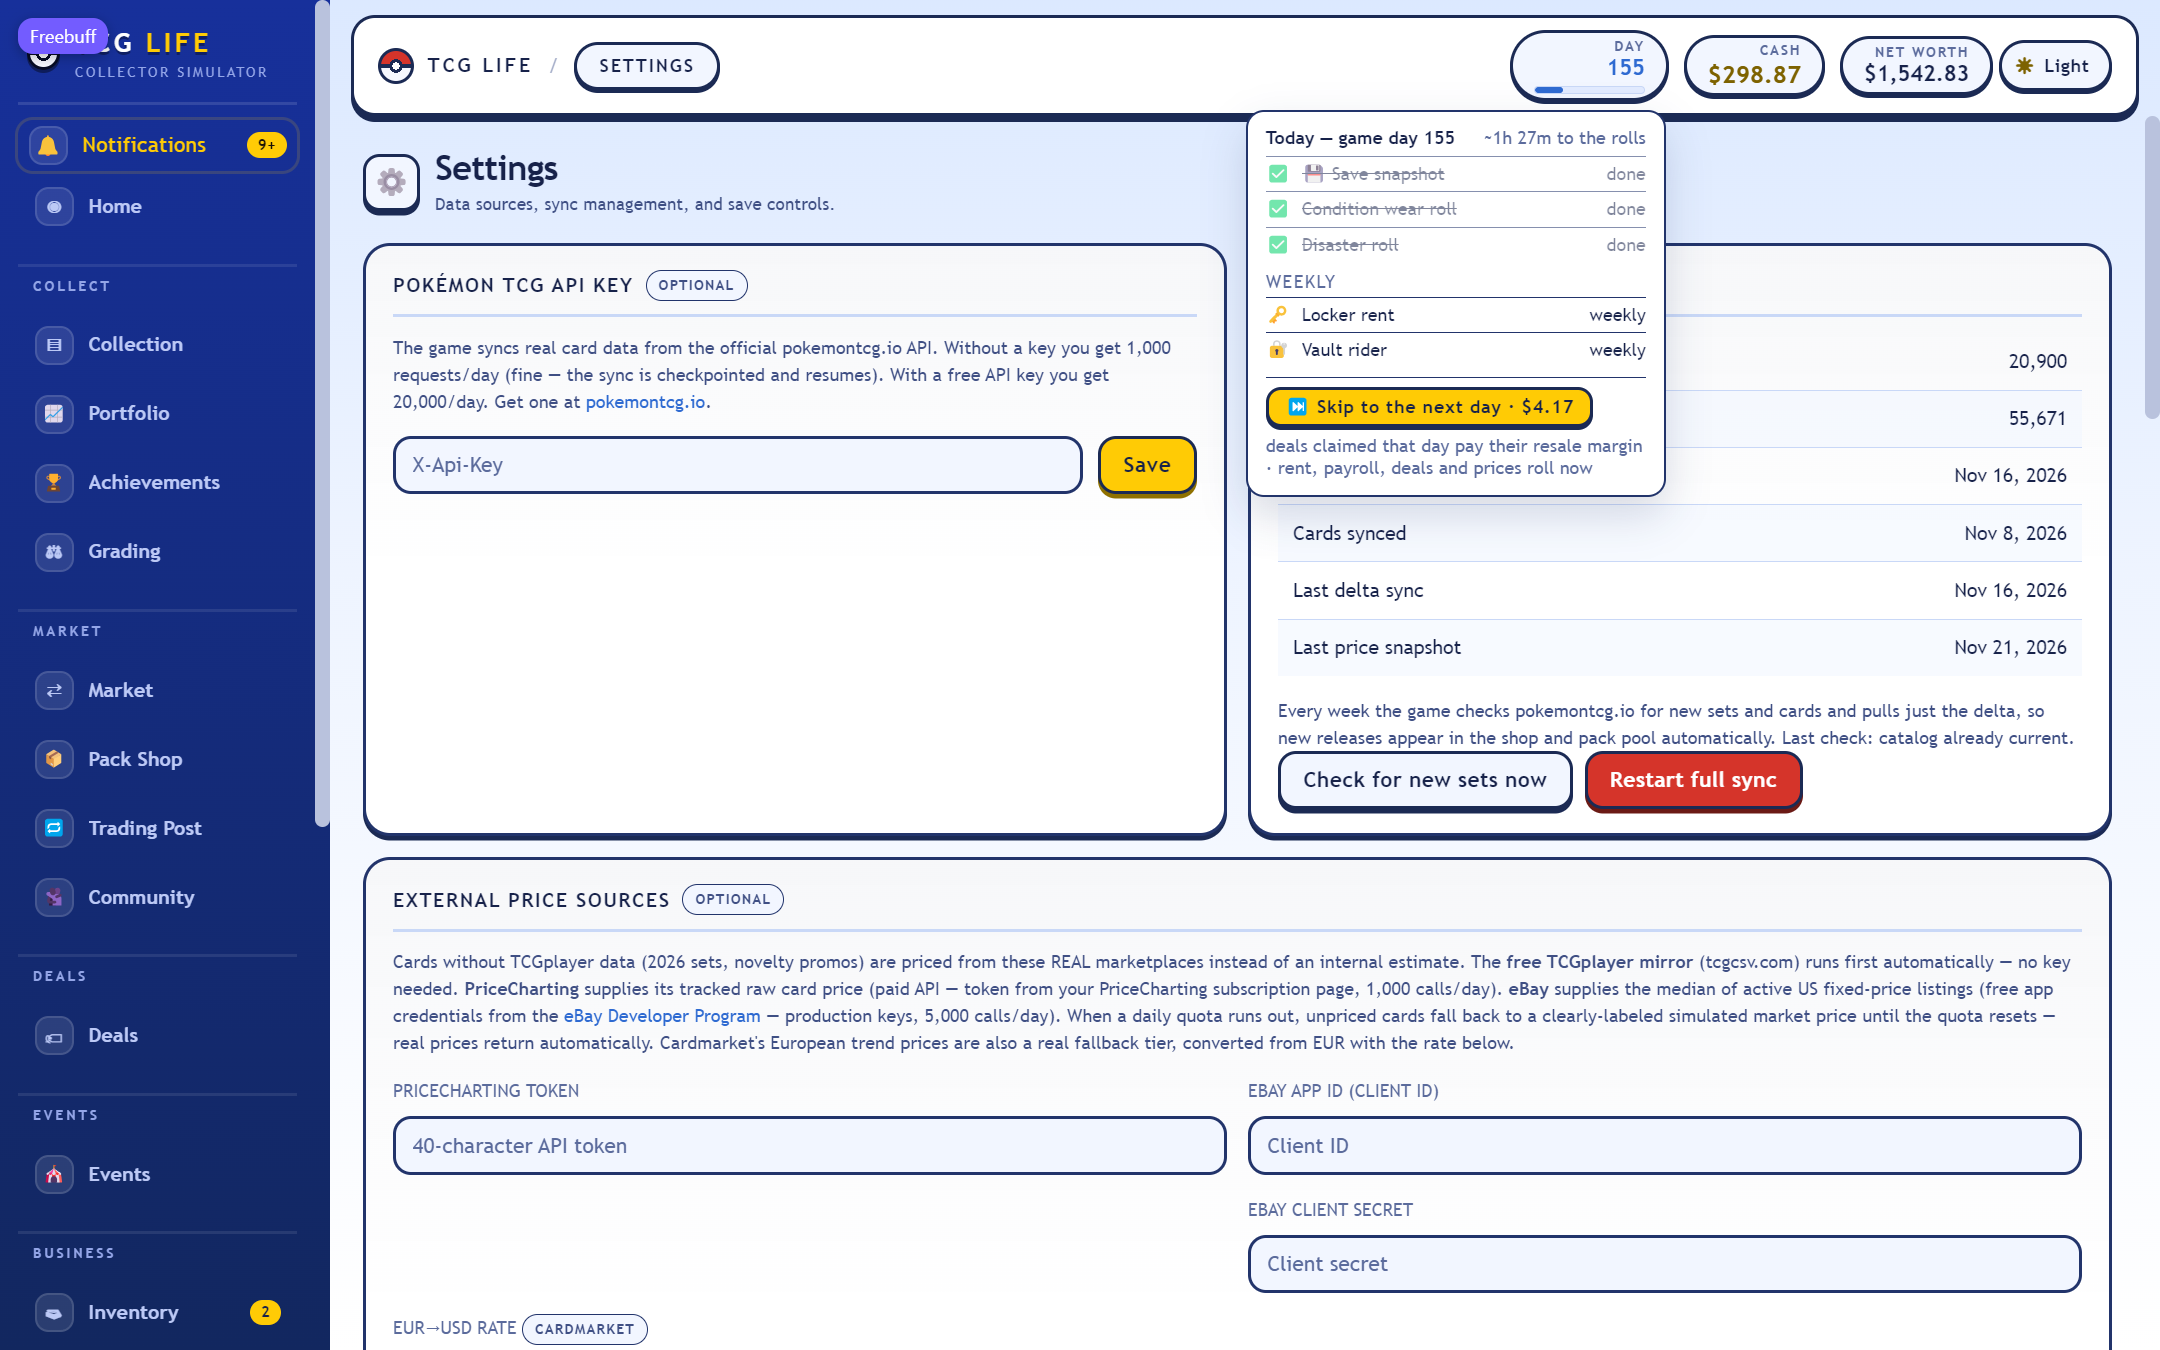 Freebuff
CG LIFE
COLLECTOR SIMULATOR
Notifications 9+
Home
COLLECT
Collection
Portfolio
Achievements
Grading
MARKET
Market
Pack Shop
Trading Post
Community
DEALS
Deals
EVENTS
Events
BUSINESS
Inventory 2
TCG LIFE / SETTINGS
DAY
155
CASH
$298.87
NET WORTH
$1,542.83
Light
Settings
Data sources, sync management, and save controls.
Today — game day 155 ~1h 27m to the rolls
Save snapshot done
Condition wear roll done
Disaster roll done
WEEKLY
Locker rent weekly
Vault rider weekly
Skip to the next day · $4.17
deals claimed that day pay their resale margin
· rent, payroll, deals and prices roll now
POKÉMON TCG API KEY OPTIONAL
The game syncs real card data from the official pokemontcg.io API. Without a key you get 1,000
requests/day (fine — the sync is checkpointed and resumes). With a free API key you get
20,000/day. Get one at pokemontcg.io.
X-Api-Key
Save
20,900
55,671
Nov 16, 2026
Cards synced Nov 8, 2026
Last delta sync Nov 16, 2026
Last price snapshot Nov 21, 2026
Every week the game checks pokemontcg.io for new sets and cards and pulls just the delta, so
new releases appear in the shop and pack pool automatically. Last check: catalog already current.
Check for new sets now
Restart full sync
EXTERNAL PRICE SOURCES OPTIONAL
Cards without TCGplayer data (2026 sets, novelty promos) are priced from these REAL marketplaces instead of an internal estimate. The free TCGplayer mirror (tcgcsv.com) runs first automatically — no key
needed. PriceCharting supplies its tracked raw card price (paid API — token from your PriceCharting subscription page, 1,000 calls/day). eBay supplies the median of active US fixed-price listings (free app
credentials from the eBay Developer Program — production keys, 5,000 calls/day). When a daily quota runs out, unpriced cards fall back to a clearly-labeled simulated market price until the quota resets —
real prices return automatically. Cardmarket's European trend prices are also a real fallback tier, converted from EUR with the rate below.
PRICECHARTING TOKEN
40-character API token
EBAY APP ID (CLIENT ID)
Client ID
EBAY CLIENT SECRET
Client secret
EUR→USD RATE CARDMARKET